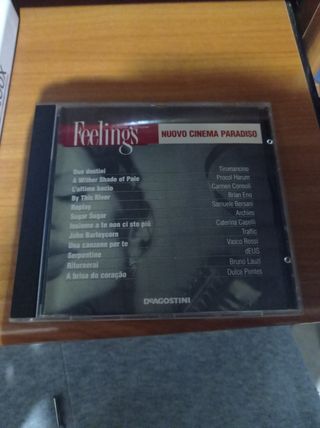 Feelings
NUOVO CINEMA PARADISO
Due destini Tiromancino
A Wither Shade of Pale Procol Harum
L'ultimo bacio Carmen Consoli
By This River Brian Eno
Replay Samuele Bersani
Sugar Sugar Archies
Insieme a te non ci sto più Caterina Caselli
John Barleycorn Traffic
Una canzone per te Vasco Rossi
Serpentine dEUS
Ritornerai Bruno Lauzi
A brisa do coração Dulce Pontes
DEAGOSTINI